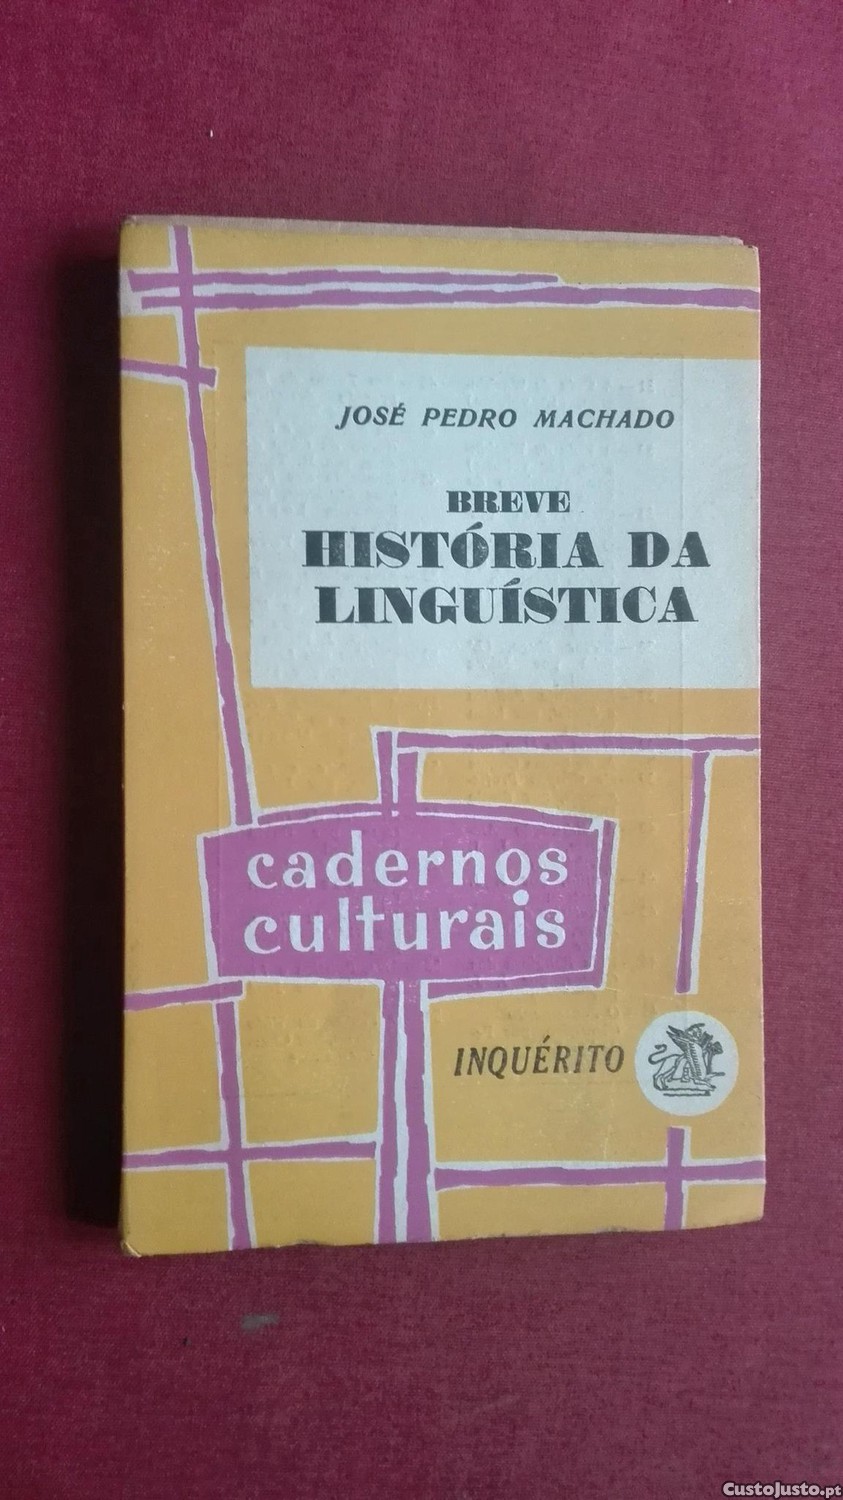 JOSÉ PEDRO MACHADO
BREVE
HISTÓRIA DA
LINGUÍSTICA
cadernos
culturais
INQUÉRITO
CustoJusto.pt